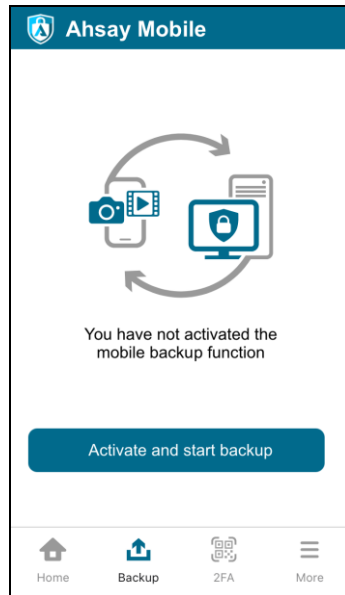 Ahsay Mobile
You have not activated the
mobile backup function
Activate and start backup
Home Backup 2FA More